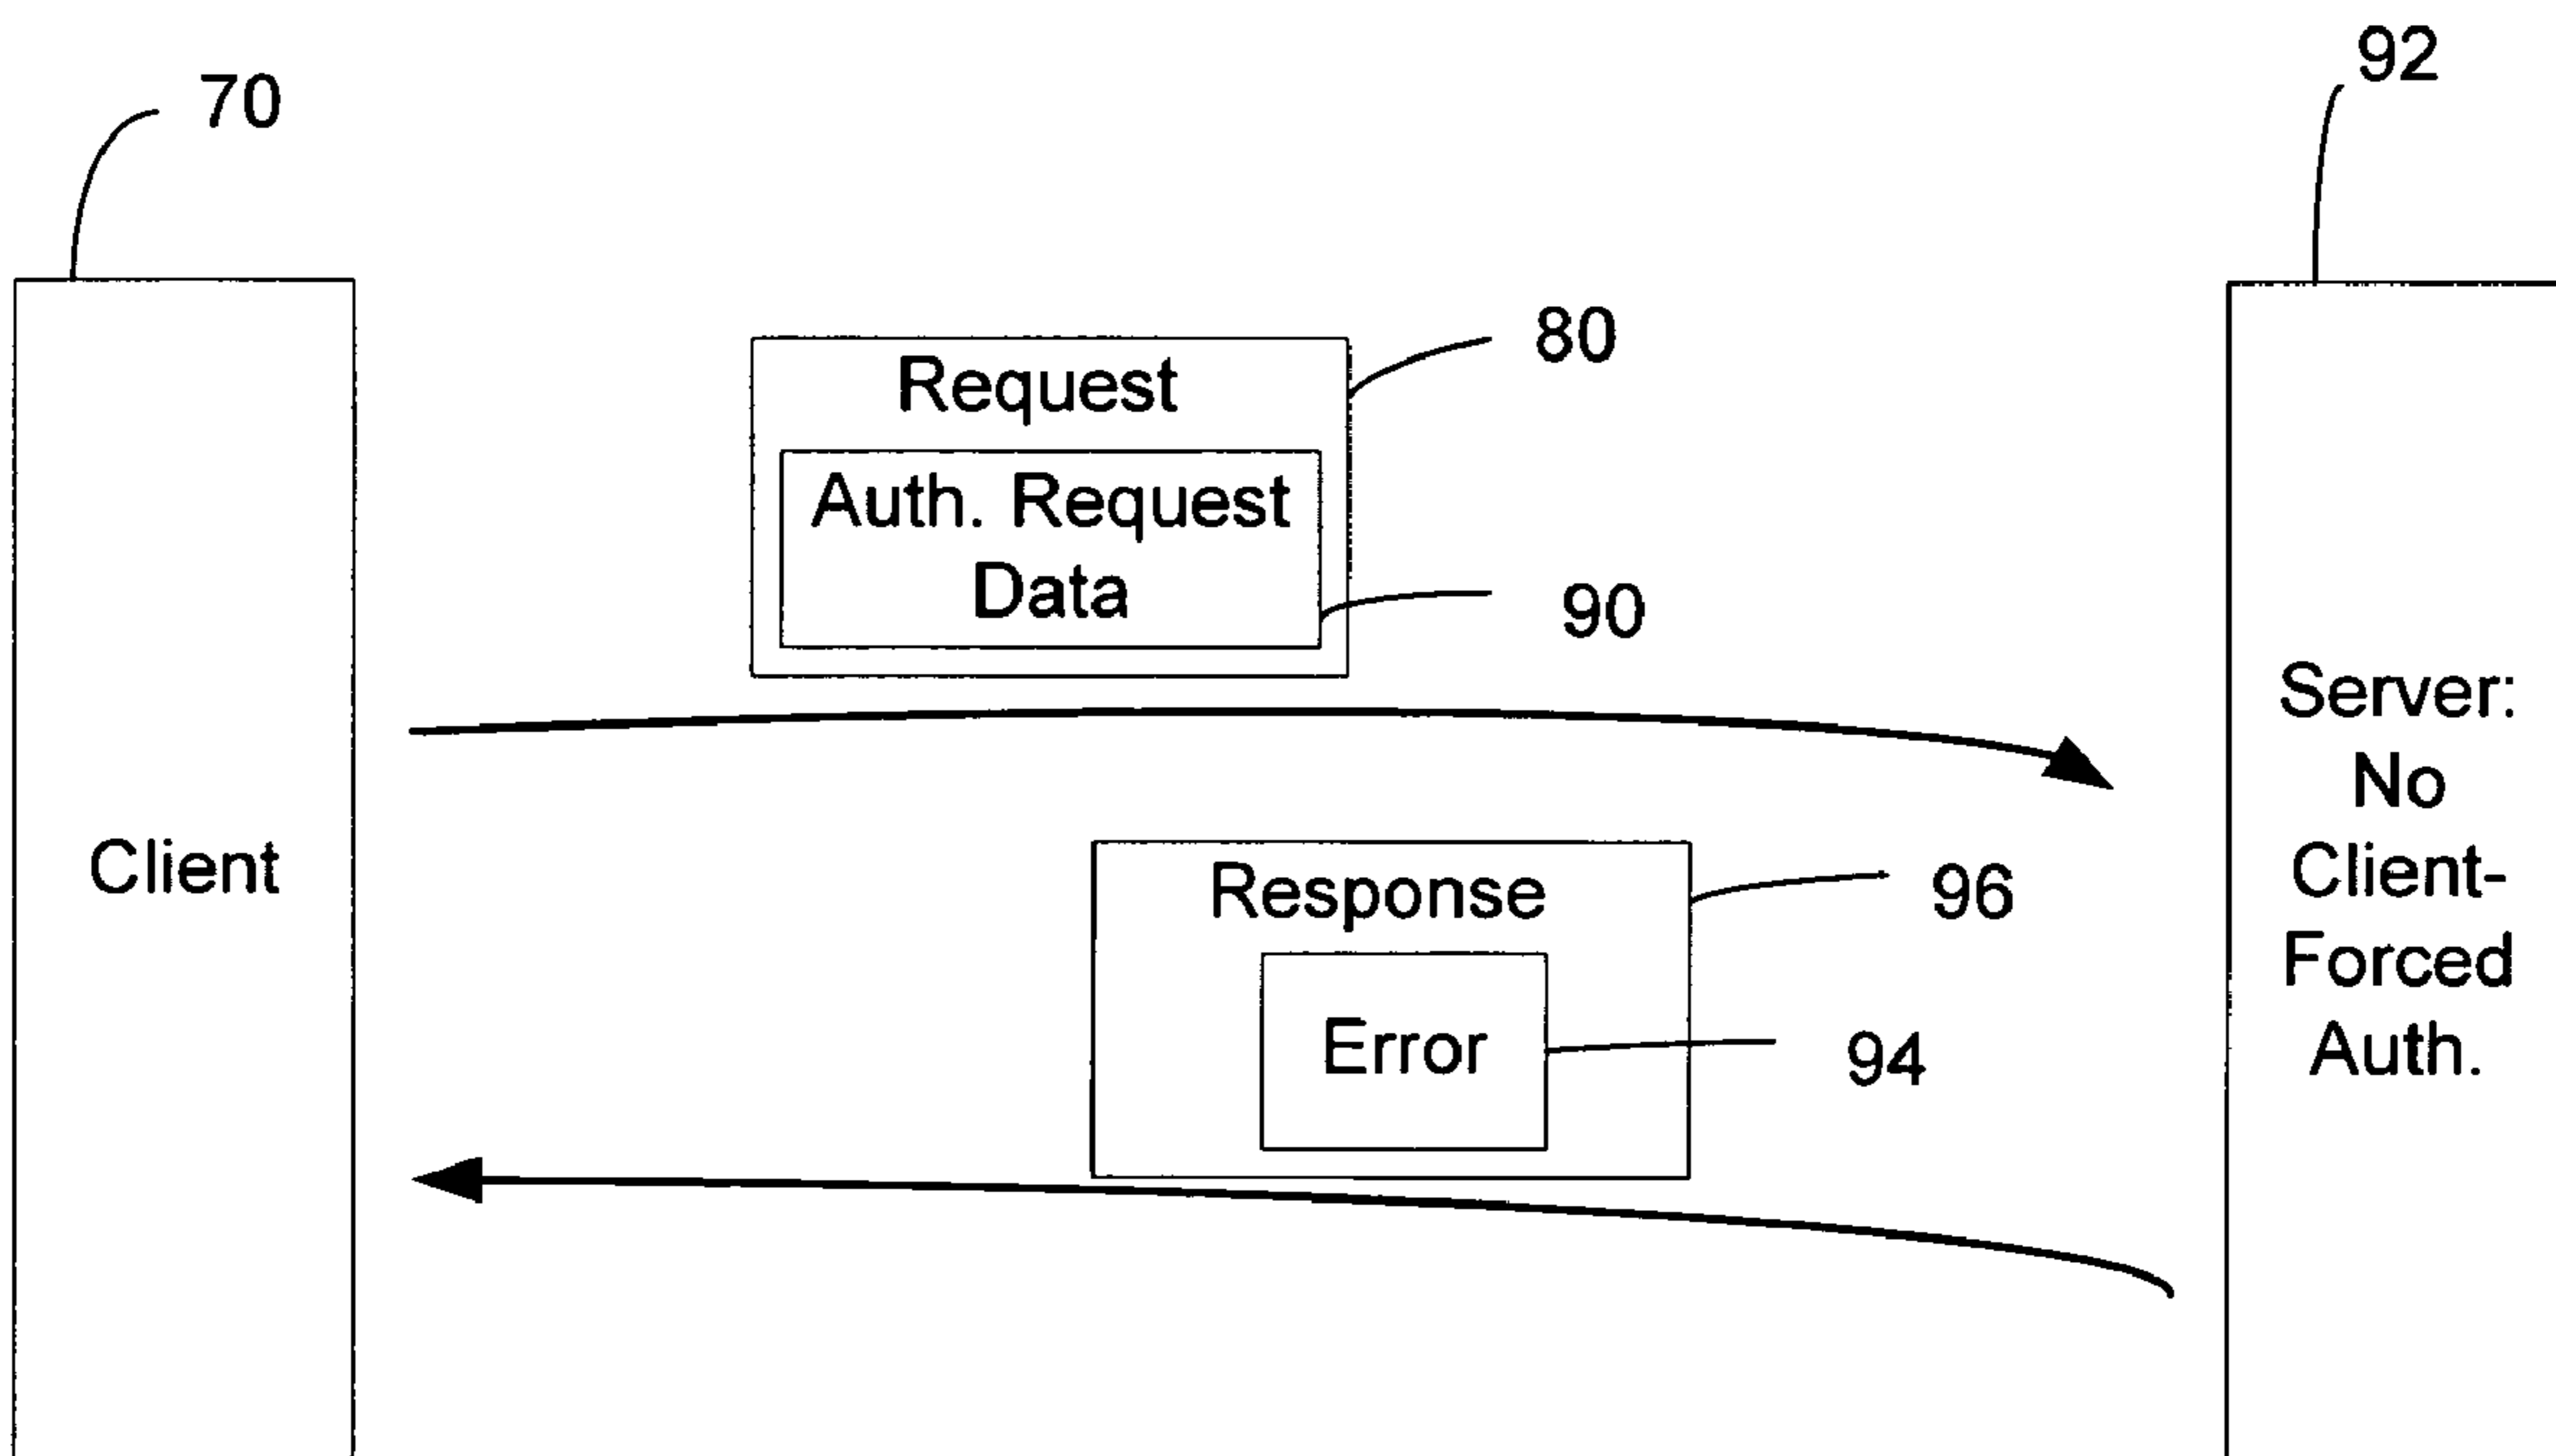 92
70
80
Request
Auth. Request
Data
90
Server:
No
Client-
Forced
Auth.
Client
Response
96
Error
94